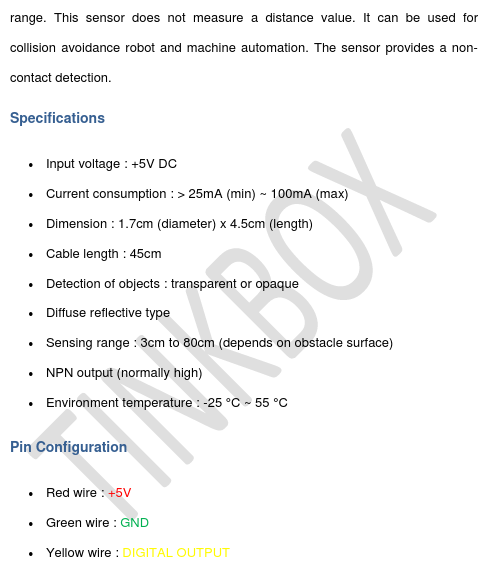 range. This sensor does not measure a distance value. It can be used for
collision avoidance robot and machine automation. The sensor provides a non-
contact detection.
Specifications
• Input voltage : +5V DC
• Current consumption : > 25mA (min) ~ 100mA (max)
• Dimension : 1.7cm (diameter) x 4.5cm (length)
• Cable length : 45cm
• Detection of objects : transparent or opaque
• Diffuse reflective type
• Sensing range : 3cm to 80cm (depends on obstacle surface)
• NPN output (normally high)
• Environment temperature : -25 °C ~ 55 °C
Pin Configuration
• Red wire : +5V
• Green wire : GND
• Yellow wire : DIGITAL OUTPUT
TINKBOX